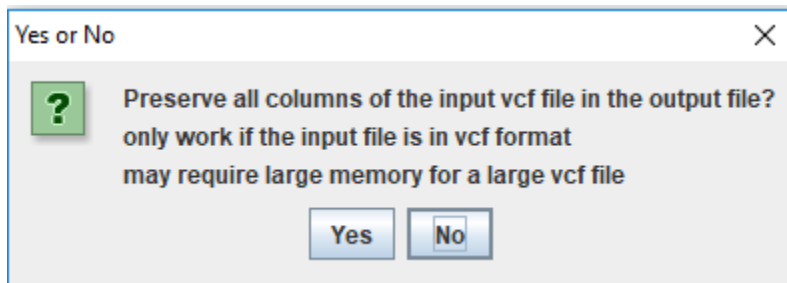 Yes or No
?
Preserve all columns of the input vcf file in the output file?
only work if the input file is in vcf format
may require large memory for a large vcf file
Yes No